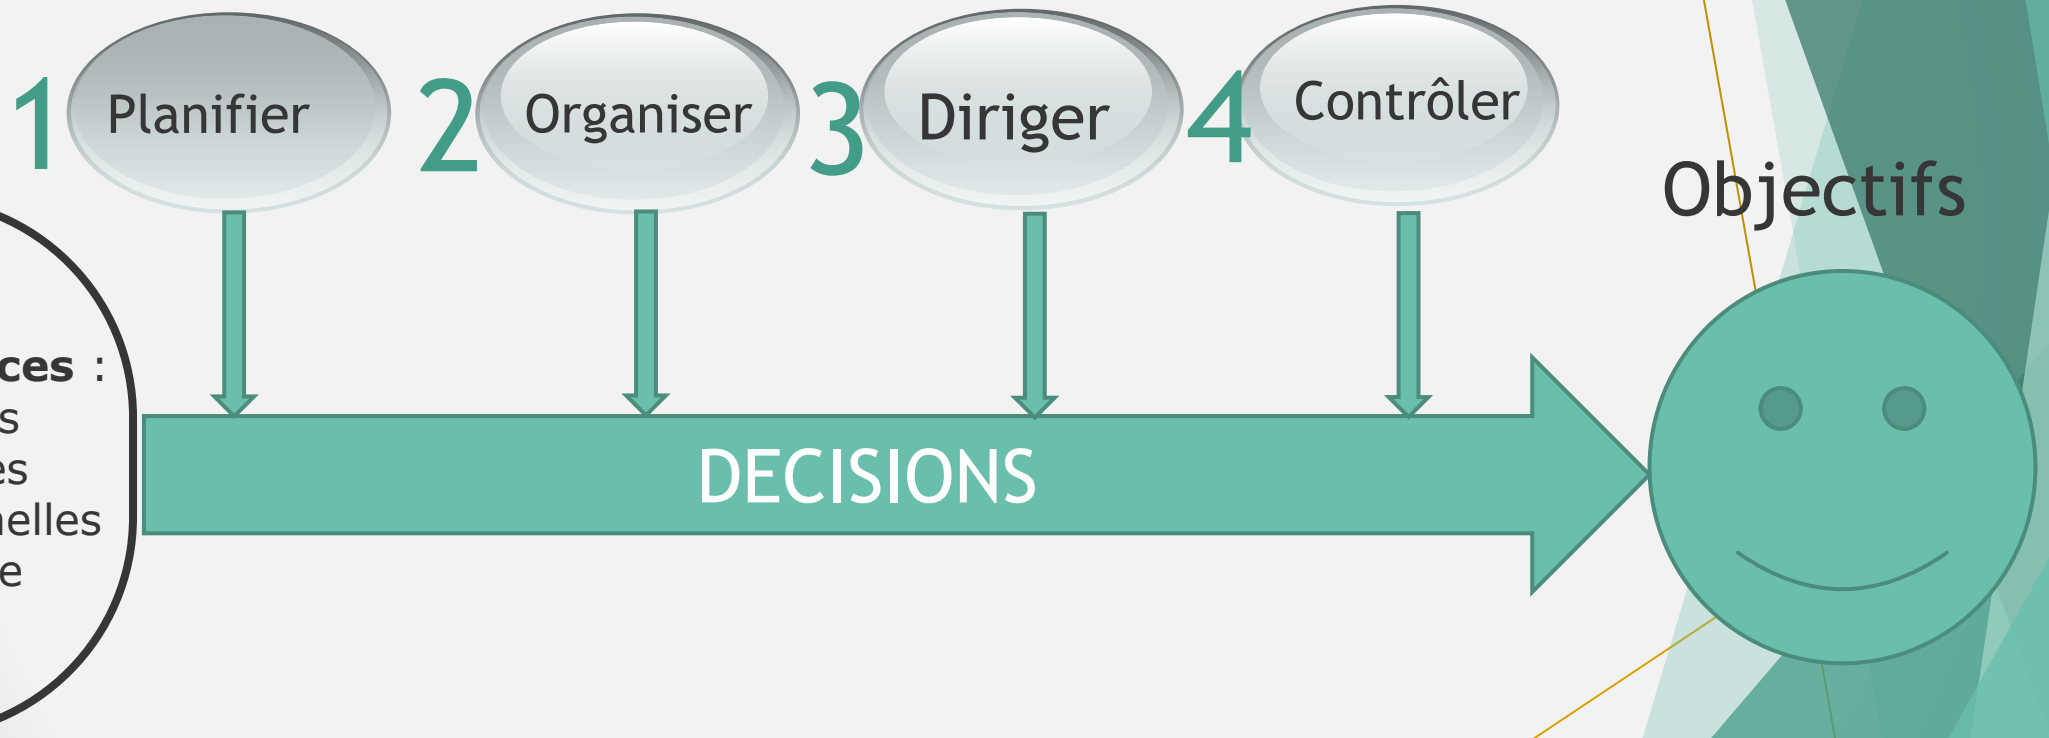 1 Planifier 2 Organiser 3 Diriger 4 Contrôler
Objectifs
ces :
s
es
nelles
e
DECISIONS